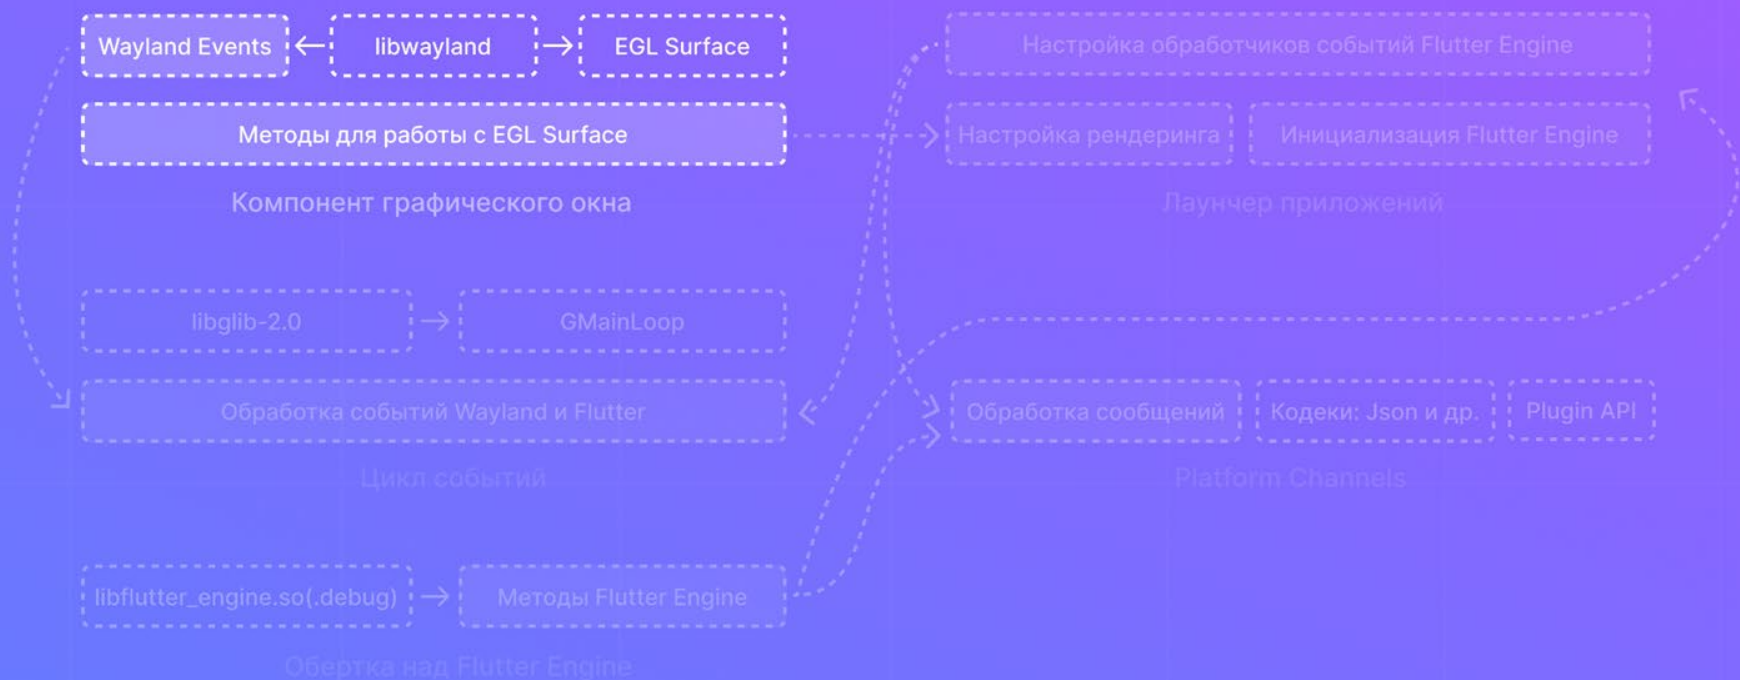 Wayland Events
libwayland
EGL Surface
Методы для работы с EGL Surface
Компонент графического окна
Настройка обработчиков событий Flutter Engine
Настройка рендеринга
Инициализация Flutter Engine
Лаунчер приложений
libglib-2.0
GMainLoop
Обработка событий Wayland и Flutter
Цикл событий
Обработка сообщений
Кодеки: Json и др.
Plugin API
Platform Channels
libflutter_engine.so(.debug)
Методы Flutter Engine
Обертка над Flutter Engine